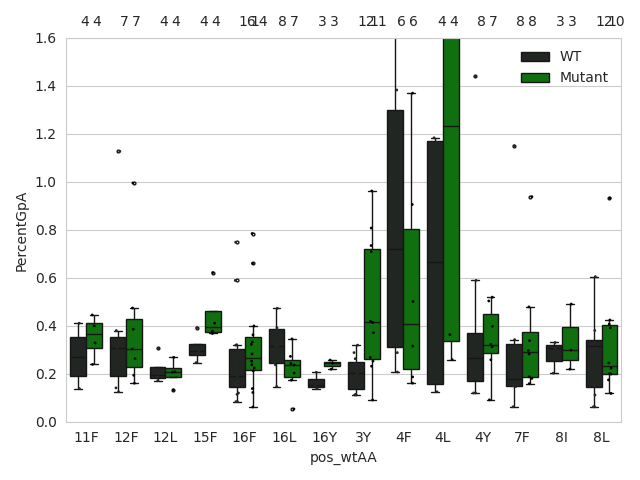 4 4 7 7 4 4 4 4 16 14 8 7 3 3 12 11 6 6 4 4 8 7 8 8 3 3 12 10
WT
Mutant
PercentGpA
1.6
1.4
1.2
1.0
0.8
0.6
0.4
0.2
0.0
11F 12F 12L 15F 16F 16L 16Y 3Y 4F 4L 4Y 7F 8I 8L
pos_wtAA